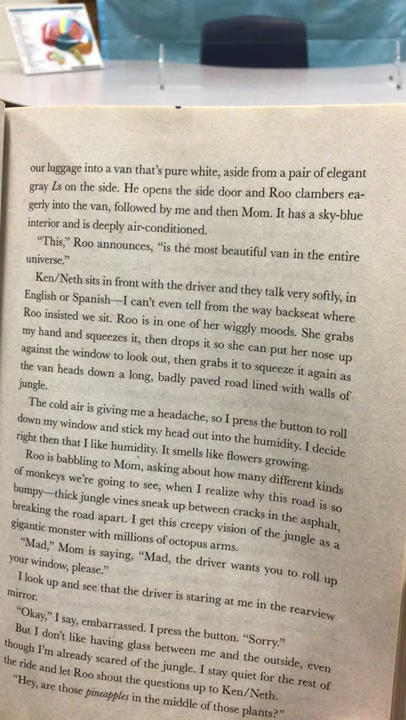 our luggage into a van that's pure white, aside from a pair of elegant
gray Ls on the side. He opens the side door and Roo clambers ea-
gerly into the van, followed by me and then Mom. It has a sky-blue
interior and is deeply air-conditioned.
"This," Roo announces, "is the most beautiful van in the entire
universe."
Ken/Neth sits in front with the driver and they talk very softly, in
English or Spanish—I can't even tell from the way backseat where
Roo insisted we sit. Roo is in one of her wiggly moods. She grabs
my hand and squeezes it, then drops it so she can put her nose up
against the window to look out, then grabs it to squeeze it again as
the van heads down a long, badly paved road lined with walls of
jungle.
The cold air is giving me a headache, so I press the button to roll
down my window and stick my head out into the humidity. I decide
right then that I like humidity. It smells like flowers growing.
Roo is babbling to Mom, asking about how many different kinds
of monkeys we're going to see, when I realize why this road is so
bumpy—thick jungle vines sneak up between cracks in the asphalt,
breaking the road apart. I get this creepy vision of the jungle as a
gigantic monster with millions of octopus arms.
"Mad," Mom is saying, "Mad, the driver wants you to roll up
your window, please."
I look up and see that the driver is staring at me in the rearview
mirror.
"Okay," I say, embarrassed. I press the button. "Sorry."
But I don't like having glass between me and the outside, even
though I'm already scared of the jungle. I stay quiet for the rest of
the ride and let Roo shout the questions up to Ken/Neth.
"Hey, are those pineapples in the middle of those plants?"